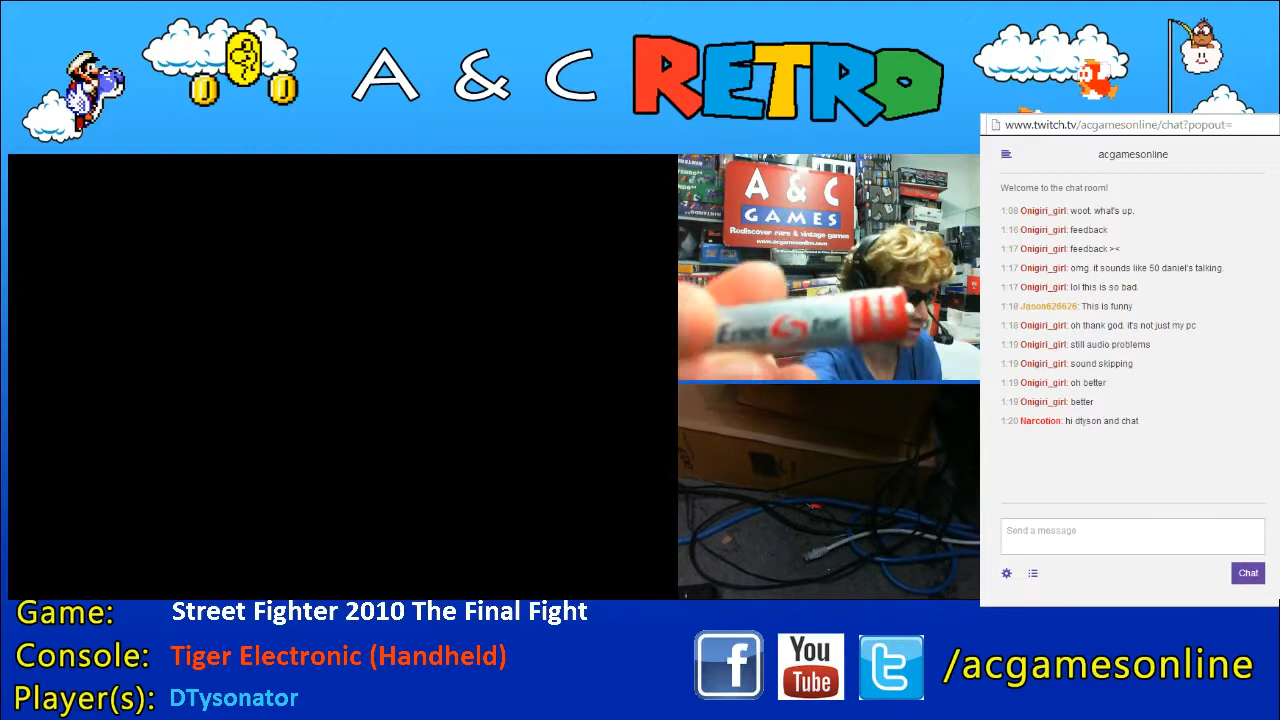 A & C RETRO
www.twitch.tv/acgamesonline/chat?popout=
acgamesonline
Welcome to the chat room!
1:08 Onigiri_girl: woot. what's up.
1:16 Onigiri_girl: feedback
1:17 Onigiri_girl: feedback ><
1:17 Onigiri_girl: omg. it sounds like 50 daniel's talking.
1:17 Onigiri_girl: lol this is so bad.
1:18 Jason626626: This is funny
1:18 Onigiri_girl: oh thank god. it's not just my pc
1:19 Onigiri_girl: still audio problems
1:19 Onigiri_girl: sound skipping
1:19 Onigiri_girl: oh better
1:19 Onigiri_girl: better
1:20 Narcotion: hi dtyson and chat
Send a message
Chat
A & C
GAMES
Rediscover rare & vintage games
www.acgamesonline.com
Game: Street Fighter 2010 The Final Fight
Console: Tiger Electronic (Handheld)
Player(s): DTysonator
f
You
Tube
t
/acgamesonline